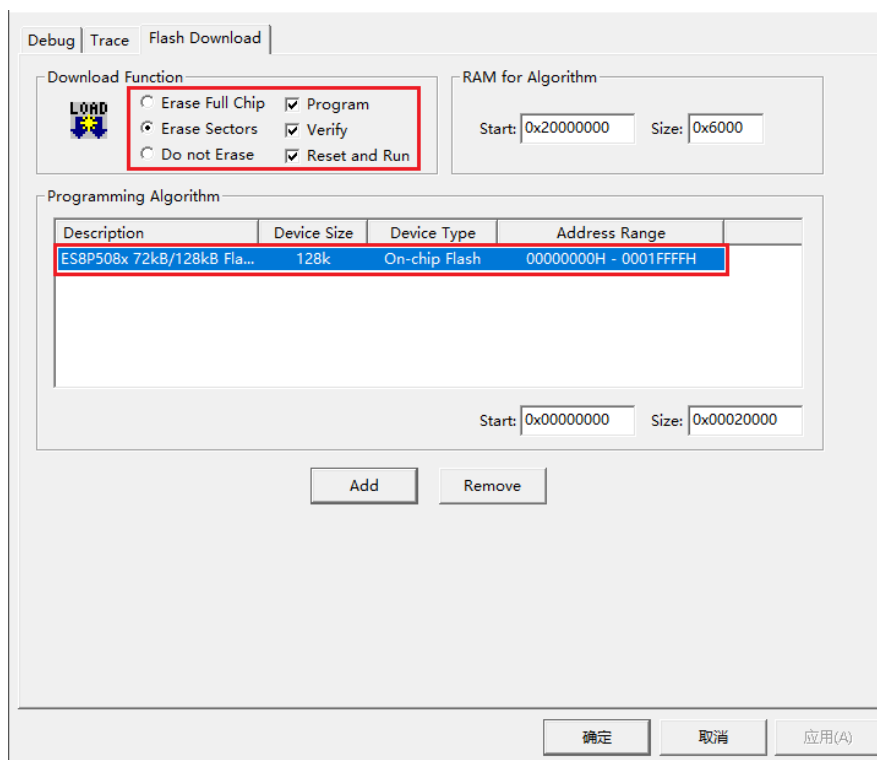 Debug Trace Flash Download
Download Function
LOAD
Erase Full Chip Program
Erase Sectors Verify
Do not Erase Reset and Run
RAM for Algorithm
Start: 0x20000000 Size: 0x6000
Programming Algorithm
Description Device Size Device Type Address Range
ES8P508x 72kB/128kB Fla... 128k On-chip Flash 00000000H - 0001FFFFH
Start: 0x00000000 Size: 0x00020000
Add Remove
确定 取消 应用(A)